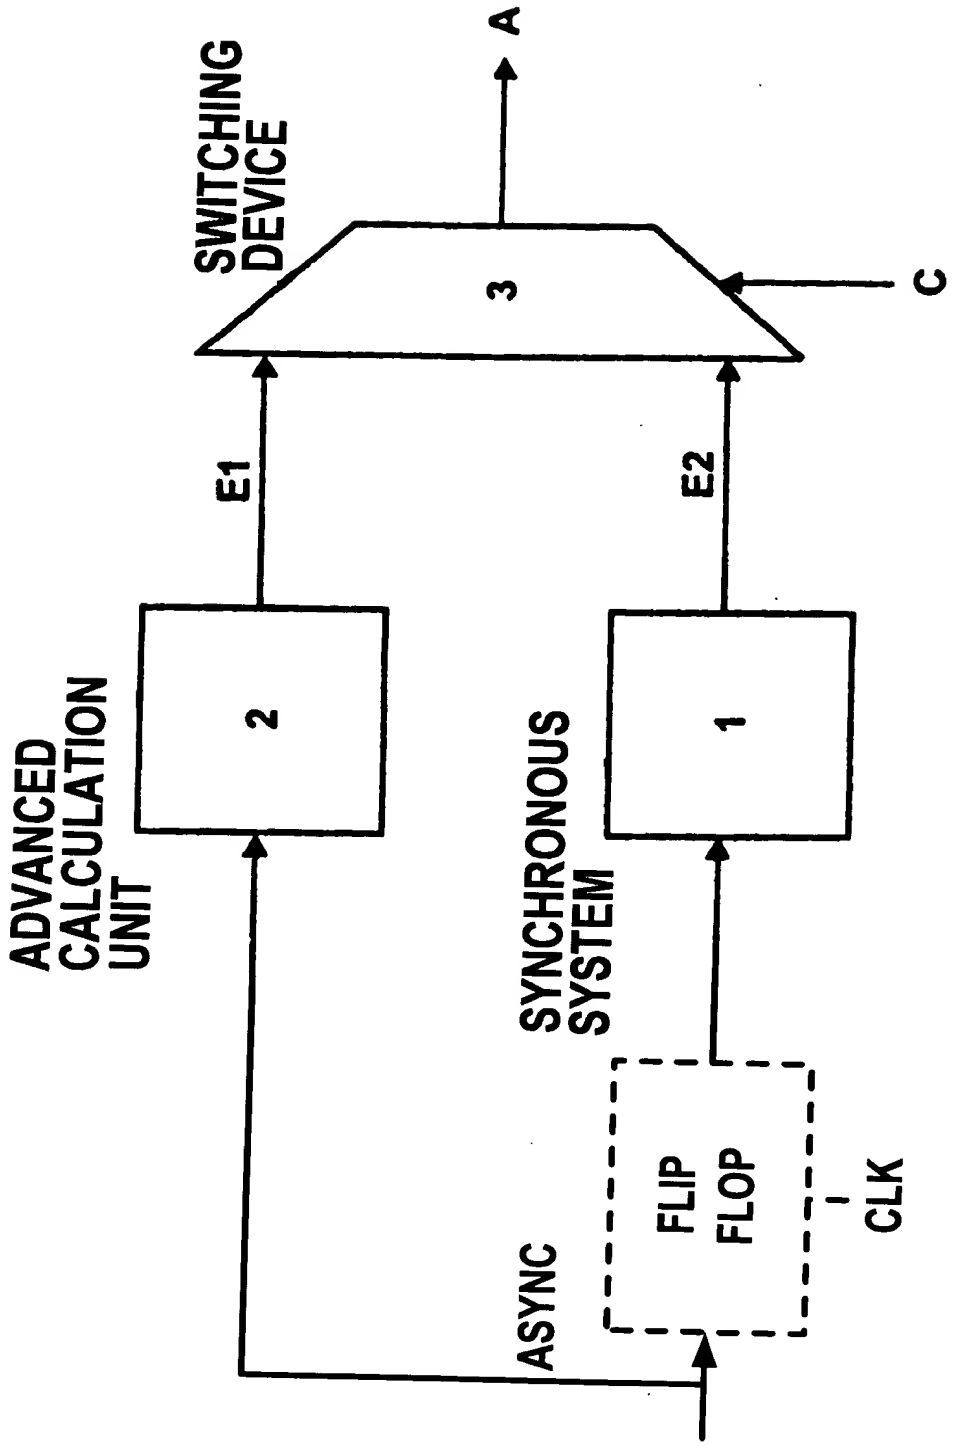 ADVANCED
CALCULATION
UNIT
2
E1
SWITCHING
DEVICE
3
A
ASYNC
FLIP
FLOP
CLK
SYNCHRONOUS
SYSTEM
1
E2
C